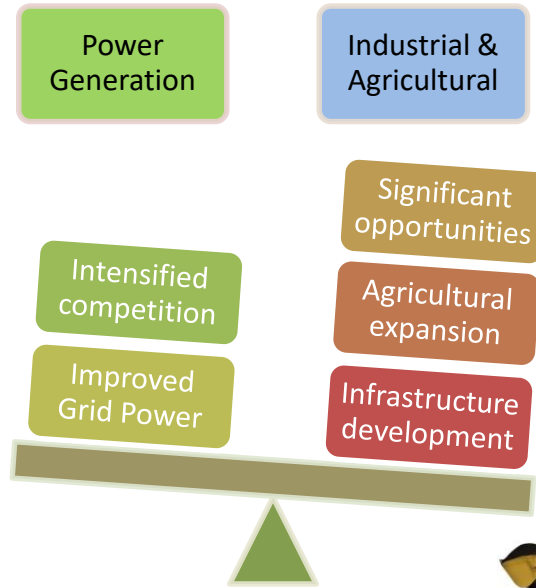 Power
Generation
Industrial &
Agricultural
Significant
opportunities
Intensified
competition
Agricultural
expansion
Improved
Grid Power
Infrastructure
development